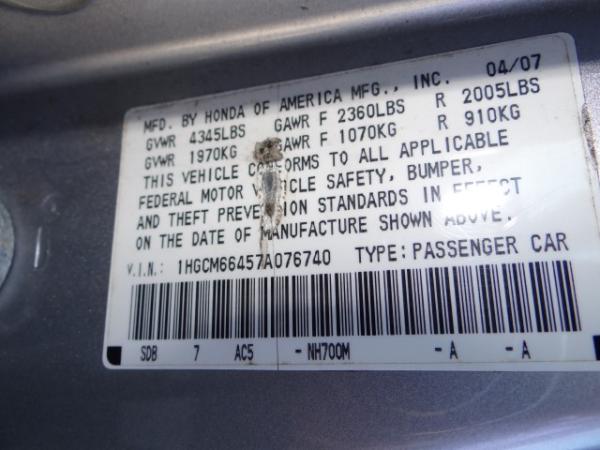 MFD. BY HONDA OF AMERICA MFG., INC. 04/07
GVWR 4345LBS GAWR F 2360LBS R 2005LBS
GVWR 1970KG GAWR F 1070KG R 910KG
THIS VEHICLE CONFORMS TO ALL APPLICABLE
FEDERAL MOTOR VEHICLE SAFETY, BUMPER,
AND THEFT PREVENTION STANDARDS IN EFFECT
ON THE DATE OF MANUFACTURE SHOWN ABOVE.
V.I.N.: 1HGCM66457A076740 TYPE: PASSENGER CAR
SDB 7 AC5 - NH700M - A - A